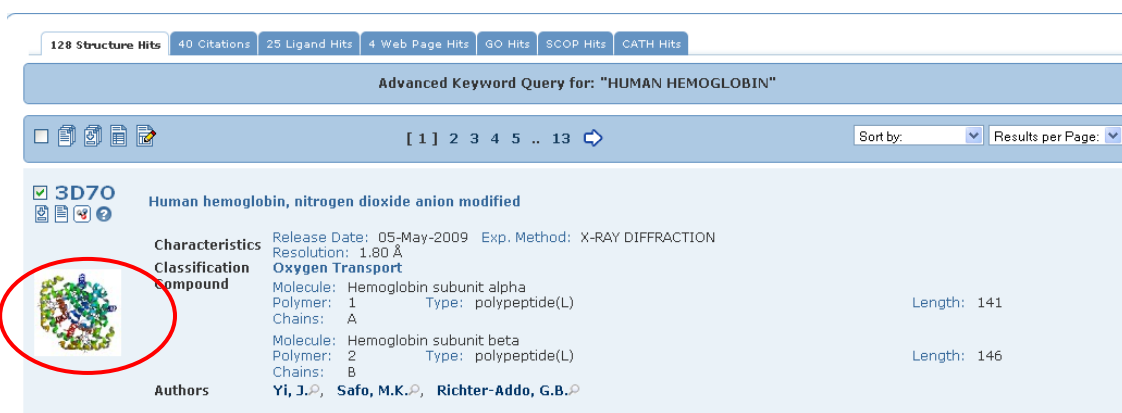 128 Structure Hits 40 Citations 25 Ligand Hits 4 Web Page Hits GO Hits SCOP Hits CATH Hits
Advanced Keyword Query for: "HUMAN HEMOGLOBIN"
[ 1 ] 2 3 4 5 .. 13 Sort by: Results per Page:
3D7O
Human hemoglobin, nitrogen dioxide anion modified
Characteristics Release Date: 05-May-2009 Exp. Method: X-RAY DIFFRACTION
Resolution: 1.80 Å
Classification Oxygen Transport
Compound Molecule: Hemoglobin subunit alpha
Polymer: 1 Type: polypeptide(L) Length: 141
Chains: A
Molecule: Hemoglobin subunit beta
Polymer: 2 Type: polypeptide(L) Length: 146
Chains: B
Authors Yi, J., Safo, M.K., Richter-Addo, G.B.